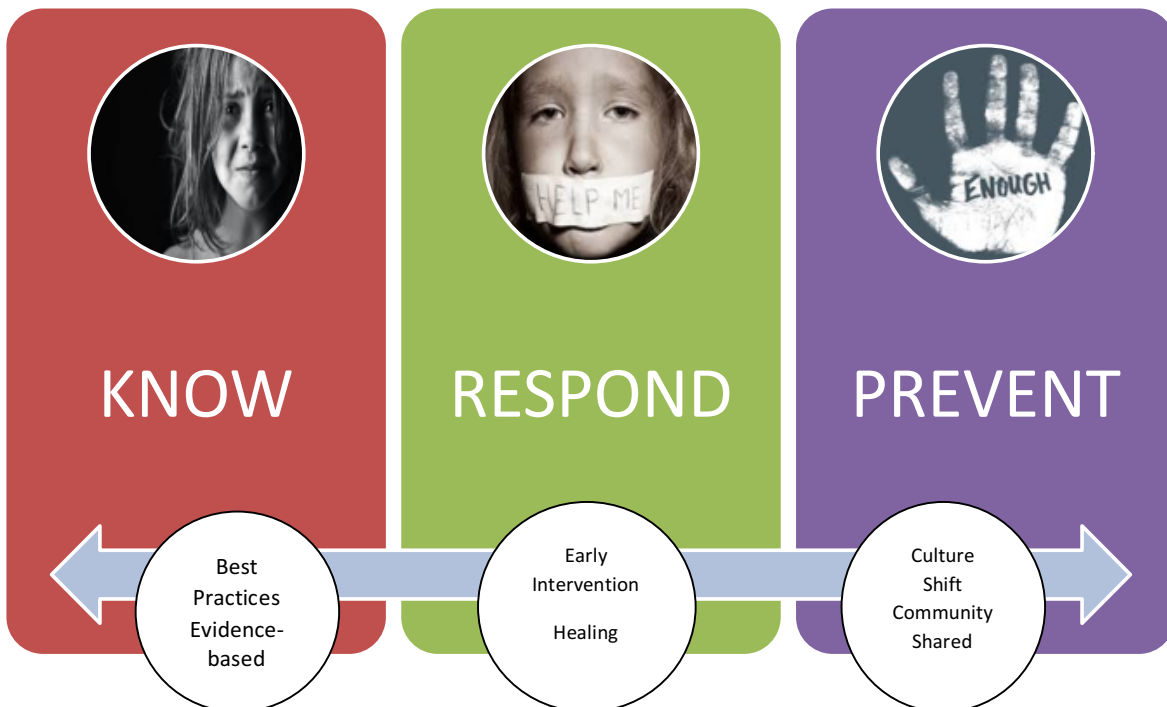 HELP ME
ENOUGH
KNOW
RESPOND
PREVENT
Best
Practices
Evidence-
based
Early
Intervention
Healing
Culture
Shift
Community
Shared